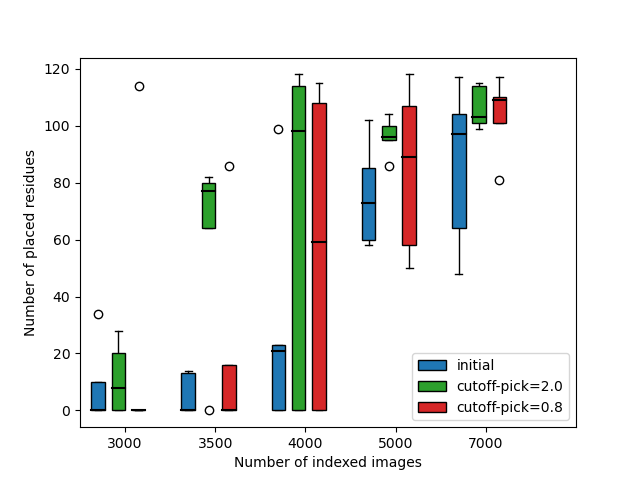 120
100
80
60
40
20
0
Number of placed residues
initial
cutoff-pick=2.0
cutoff-pick=0.8
3000 3500 4000 5000 7000
Number of indexed images